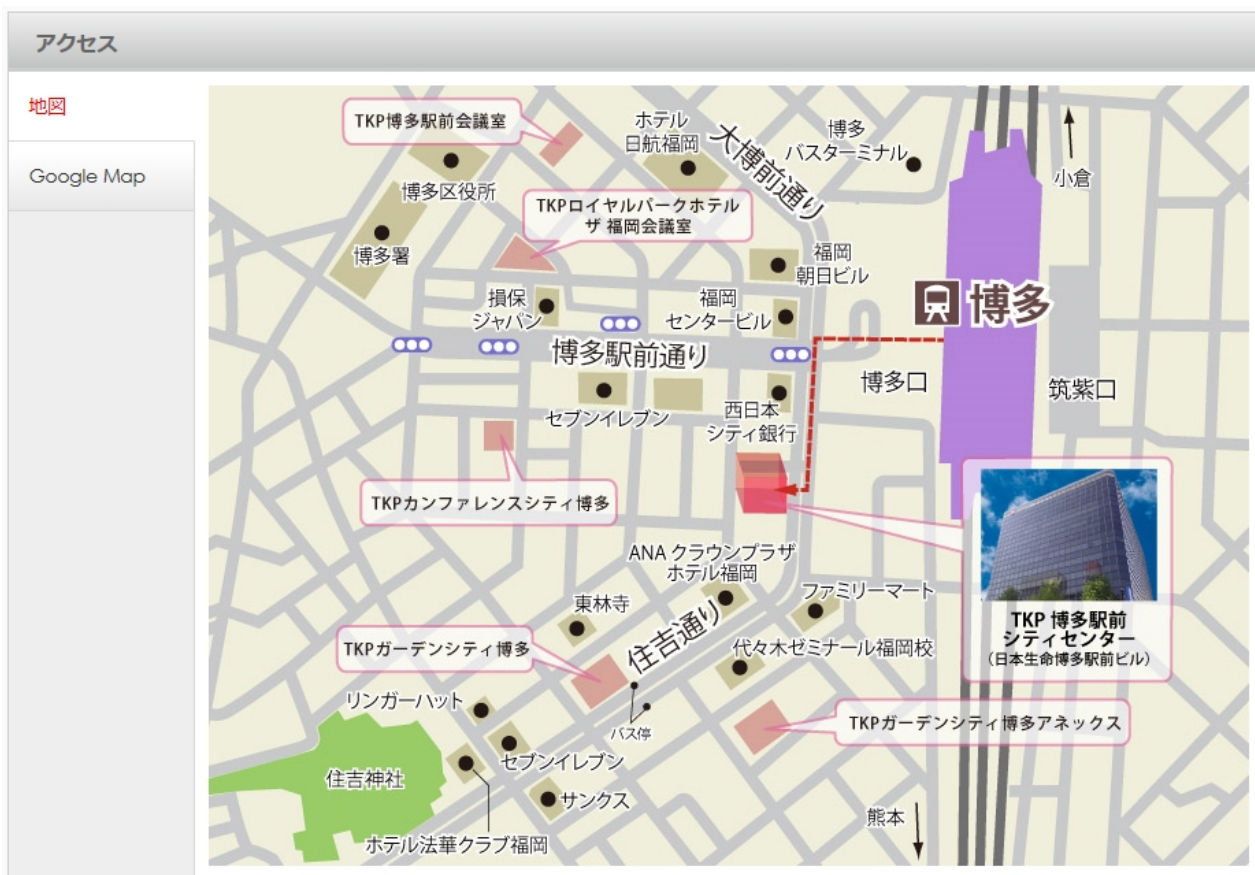 アクセス
地図
Google Map
TKP博多駅前会議室
ホテル
日航福岡
大博前通り
博多
バスターミナル
小倉
博多区役所
TKPロイヤルパークホテル
ザ 福岡会議室
博多署
福岡
朝日ビル
損保
ジャパン
福岡
センタービル
博多
博多駅前通り
博多口
筑紫口
セブンイレブン
西日本
シティ銀行
TKPカンファレンスシティ博多
ANA クラウンプラザ
ホテル福岡
ファミリーマート
東林寺
住吉通り
TKP 博多駅前
シティセンター
(日本生命博多駅前ビル)
TKPガーデンシティ博多
代々木ゼミナール福岡校
リンガーハット
バス停
TKPガーデンシティ博多アネックス
セブンイレブン
住吉神社
サンクス
熊本
ホテル法華クラブ福岡